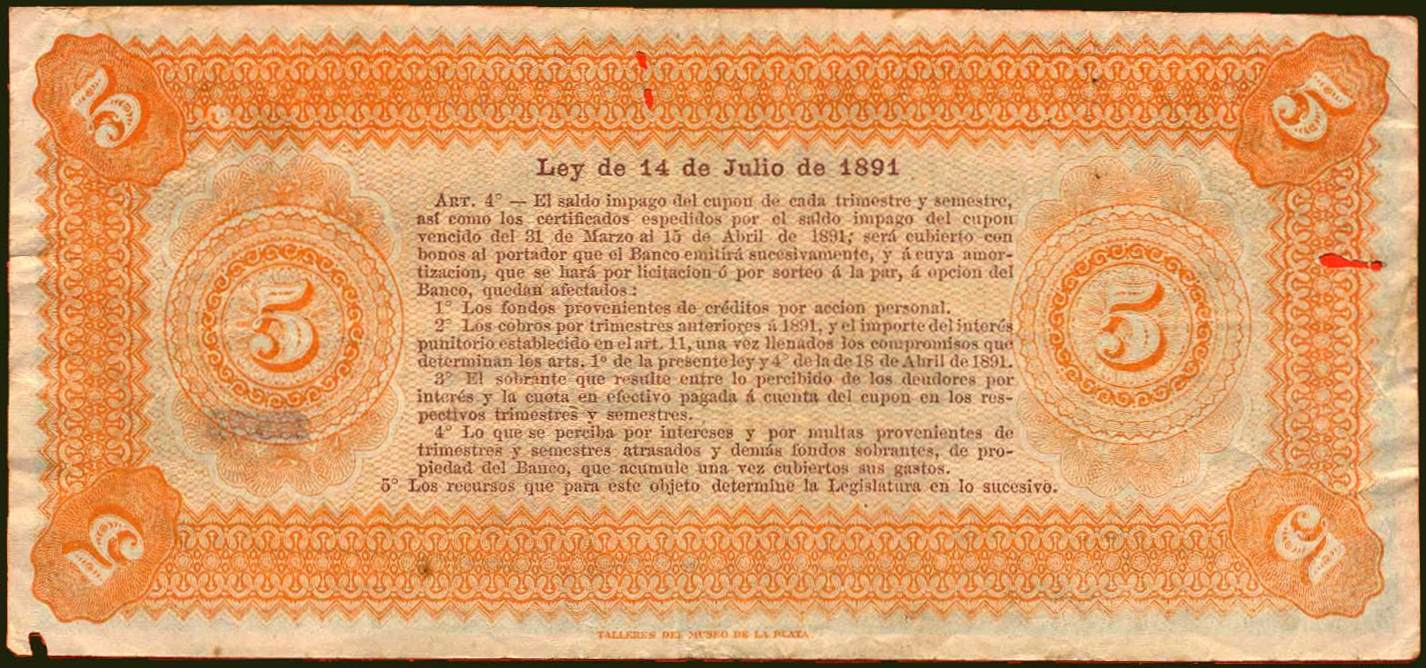 5 5
Ley de 14 de Julio de 1891
ART. 4° — El saldo impago del cupon de cada trimestre y semestre,
así como los certificados espedidos por el saldo impago del cupon
vencido del 31 de Marzo al 15 de Abril de 1891; será cubierto con
bonos al portador que el Banco emitirá sucesivamente, y á cuya amor-
tizacion, que se hará por licitacion ó por sorteo á la par, á opcion del
Banco, quedan afectados:
1° Los fondos provenientes de créditos por accion personal.
2° Los cobros por trimestres anteriores á 1891, y el importe del interés
punitorio establecido en el art. 11, una vez llenados los compromisos que
determinan los arts. 1° de la presente ley y 4° de la de 18 de Abril de 1891.
3° El sobrante que resulte entre lo percibido de los deudores por
interés y la cuota en efectivo pagada á cuenta del cupon en los res-
pectivos trimestres y semestres.
4° Lo que se perciba por intereses y por multas provenientes de
trimestres y semestres atrasados y demás fondos sobrantes, de pro-
piedad del Banco, que acumule una vez cubiertos sus gastos.
5° Los recursos que para este objeto determine la Legislatura en lo sucesivo.
5 5
5 5
TALLERES DEL MUSEO DE LA PLATA